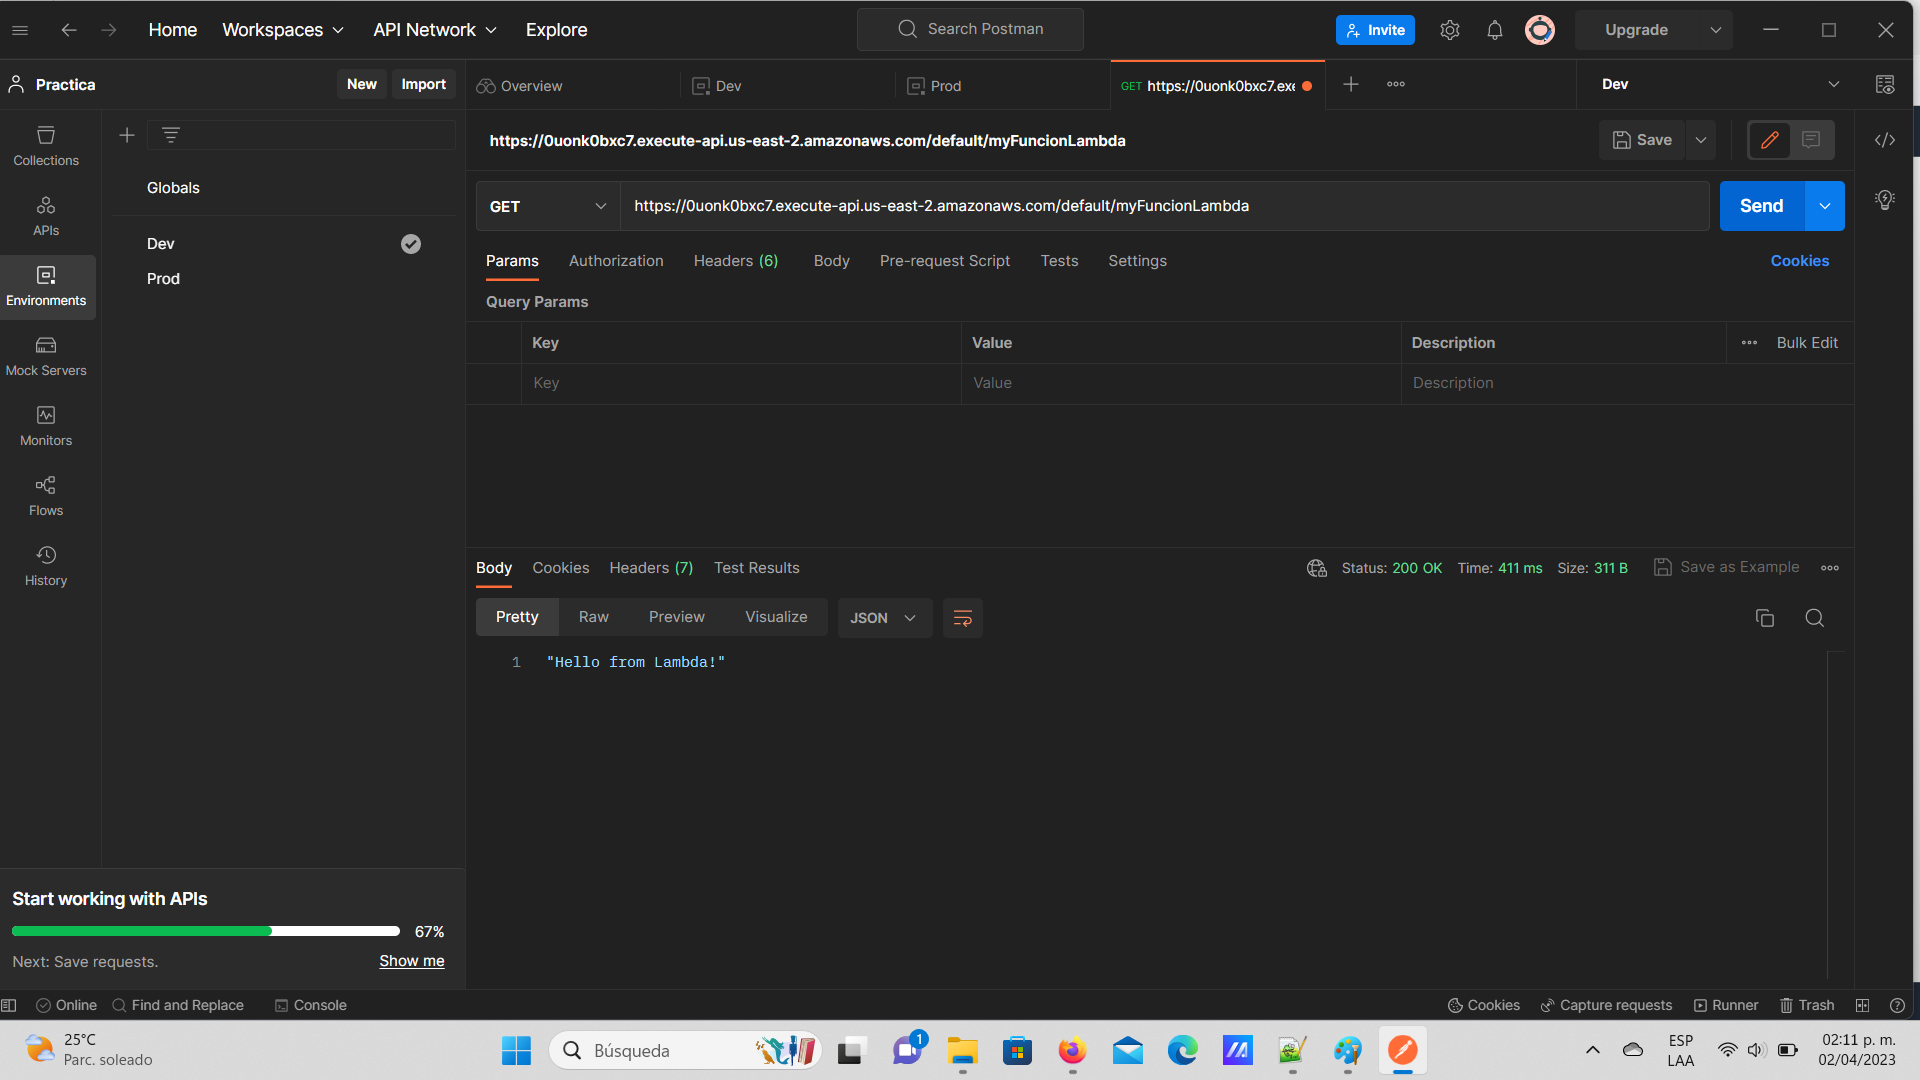 Home Workspaces API Network Explore Search Postman Invite Upgrade
Practica New Import Overview Dev Prod GET https://0uonk0bxc7.exe Dev
https://0uonk0bxc7.execute-api.us-east-2.amazonaws.com/default/myFuncionLambda Save
Collections
Globals
GET https://0uonk0bxc7.execute-api.us-east-2.amazonaws.com/default/myFuncionLambda Send
APIs
Dev
Params Authorization Headers (6) Body Pre-request Script Tests Settings Cookies
Prod
Environments
Query Params
Key Value Description Bulk Edit
Mock Servers
Key Value Description
Monitors
Flows
Body Cookies Headers (7) Test Results Status: 200 OK Time: 411 ms Size: 311 B Save as Example
History
Pretty Raw Preview Visualize JSON
1 "Hello from Lambda!"
Start working with APIs
67%
Next: Save requests. Show me
Online Find and Replace Console Cookies Capture requests Runner Trash
25°C
Parc. soleado
Búsqueda
1
ESP
LAA
02:11 p. m.
02/04/2023